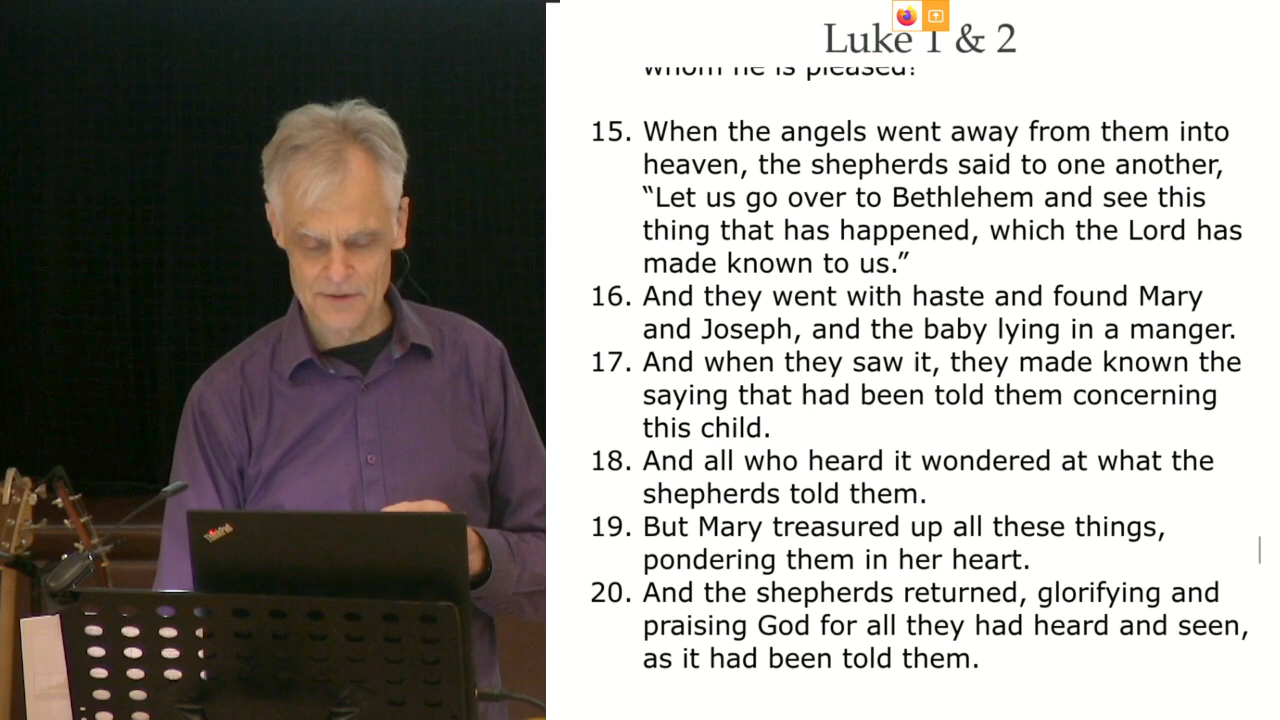 Luke 1 & 2
whom he is pleased!
15. When the angels went away from them into
heaven, the shepherds said to one another,
“Let us go over to Bethlehem and see this
thing that has happened, which the Lord has
made known to us.”
16. And they went with haste and found Mary
and Joseph, and the baby lying in a manger.
17. And when they saw it, they made known the
saying that had been told them concerning
this child.
18. And all who heard it wondered at what the
shepherds told them.
19. But Mary treasured up all these things,
pondering them in her heart.
20. And the shepherds returned, glorifying and
praising God for all they had heard and seen,
as it had been told them.
ThinkPad